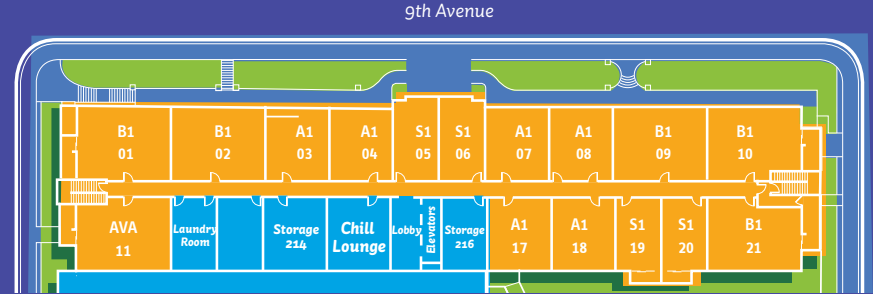 9th Avenue
B1
01
B1
02
A1
03
A1
04
S1
05
S1
06
A1
07
A1
08
B1
09
B1
10
AVA
11
Laundry
Room
Storage
214
Chill
Lounge
Lobby
Elevators
Storage
216
A1
17
A1
18
S1
19
S1
20
B1
21